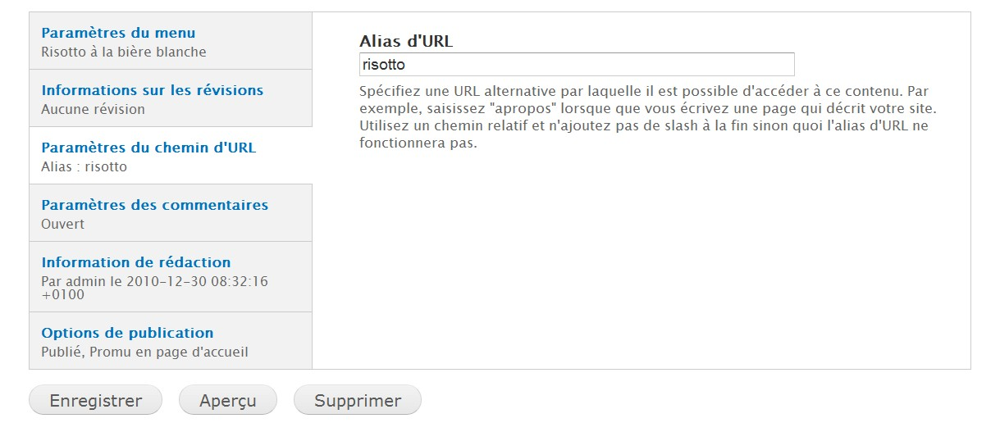 Paramètres du menu
Risotto à la bière blanche
Informations sur les révisions
Aucune révision
Paramètres du chemin d'URL
Alias : risotto
Paramètres des commentaires
Ouvert
Information de rédaction
Par admin le 2010-12-30 08:32:16
+0100
Options de publication
Publié, Promu en page d'accueil
Alias d'URL
risotto
Spécifiez une URL alternative par laquelle il est possible d'accéder à ce contenu. Par
exemple, saisissez "apropos" lorsque que vous écrivez une page qui décrit votre site.
Utilisez un chemin relatif et n'ajoutez pas de slash à la fin sinon quoi l'alias d'URL ne
fonctionnera pas.
Enregistrer
Aperçu
Supprimer